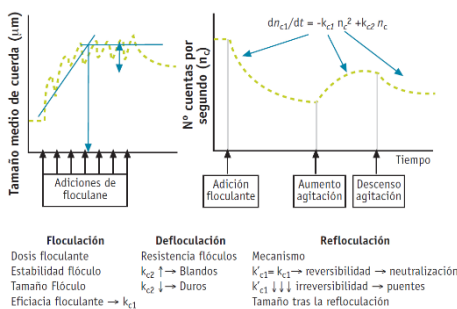 Tamaño medio de cuerda (µm)
Adiciones de
floculane
Nº cuentas por
segundo (nc)
dnc1/dt = -kc1 nc² +kc2 nc
Tiempo
Adición
floculante
Aumento
agitación
Descenso
agitación
Floculación
Dosis floculante
Estabilidad flóculo
Tamaño Flóculo
Eficiacia floculante → kc1
Defloculación
Resistencia flóculos
kc2 ↑→ Blandos
kc2 ↓→ Duros
Refloculación
Mecanismo
k'c1= kc1→ reversibilidad → neutralización
k'c1 ↓↓↓ irreversibilidad → puentes
Tamaño tras la refloculación